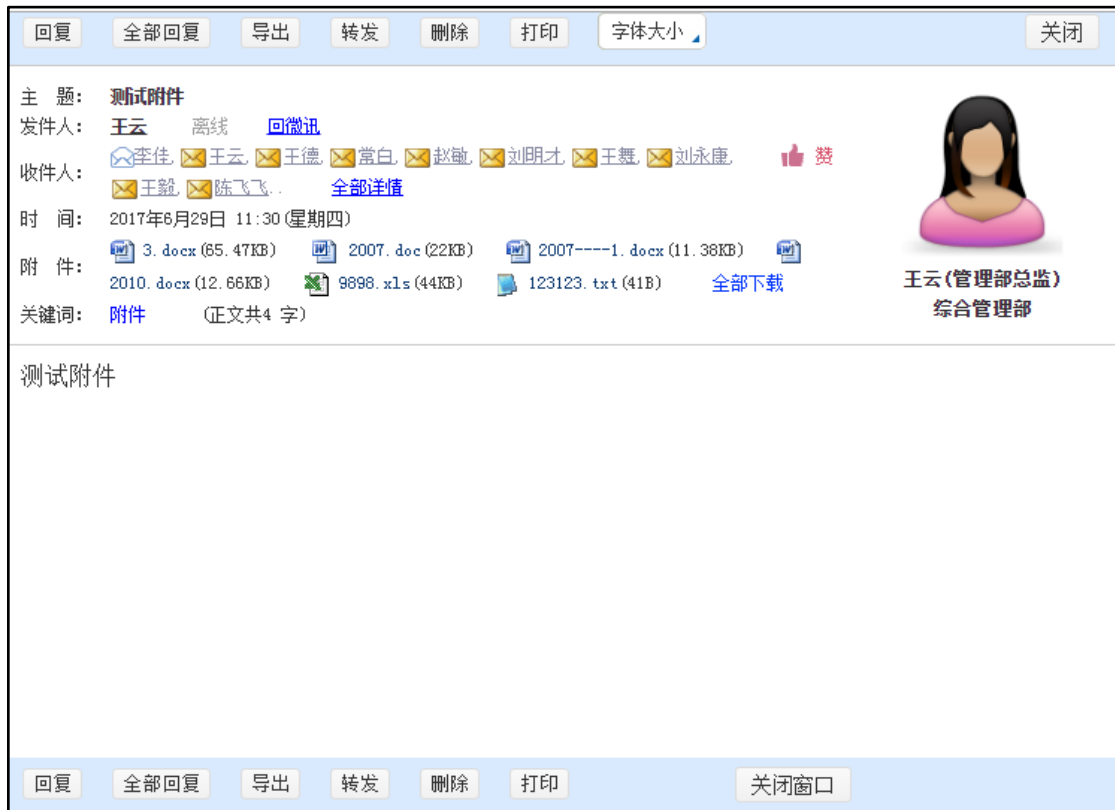 回复 全部回复 导出 转发 删除 打印 字体大小 关闭
主 题: 测试附件
发件人: 王云 离线 回微讯
收件人: 李佳, 王云, 王德, 常白, 赵敏, 刘明才, 王舞, 刘永康,
王毅, 陈飞飞.. 全部详情
赞
时 间: 2017年6月29日 11:30(星期四)
附 件: 3.docx(65.47KB) 2007.doc(22KB) 2007----1.docx(11.38KB)
2010.docx(12.66KB) 9898.xls(44KB) 123123.txt(41B) 全部下载
关键词: 附件 (正文共4 字)
王云(管理部总监)
综合管理部
测试附件
回复 全部回复 导出 转发 删除 打印 关闭窗口